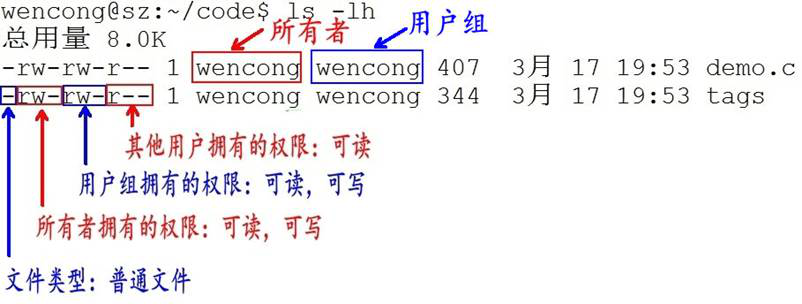 wencong@sz:~/code$ ls -lh
总用量 8.0K
所有者
用户组
-rw-rw-r-- 1 wencong wencong 407 3月 17 19:53 demo.c
-rw-rw-r-- 1 wencong wencong 344 3月 17 19:53 tags
其他用户拥有的权限：可读
用户组拥有的权限：可读，可写
所有者拥有的权限：可读，可写
文件类型：普通文件